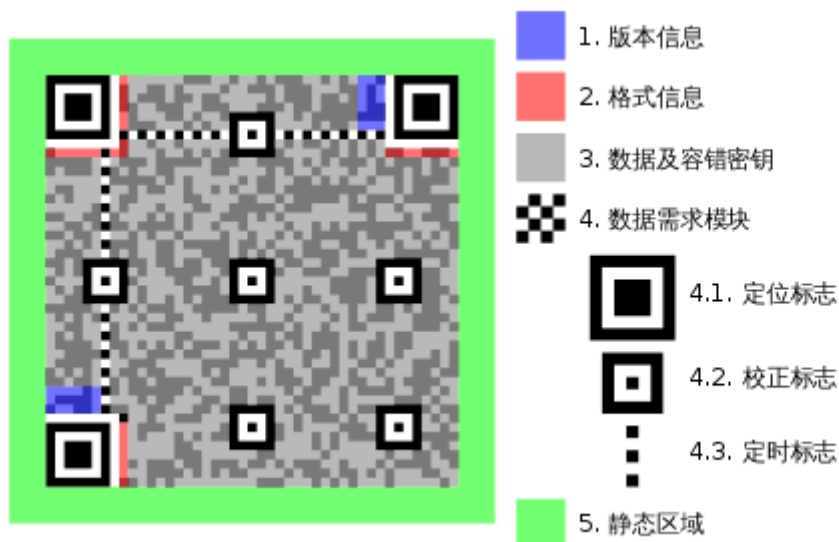 1. 版本信息
2. 格式信息
3. 数据及容错密钥
4. 数据需求模块
4.1. 定位标志
4.2. 校正标志
4.3. 定时标志
5. 静态区域